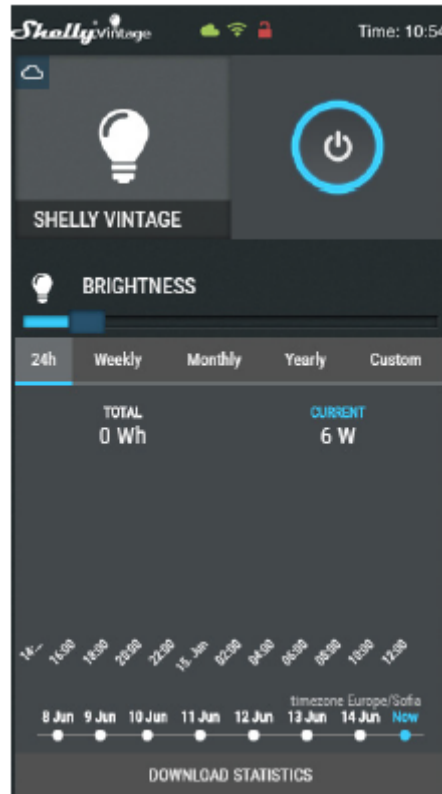 Shelly vintage Time: 10:54
SHELLY VINTAGE
BRIGHTNESS
24h Weekly Monthly Yearly Custom
TOTAL CURRENT
0 Wh 6 W
14:... 16:00 18:00 20:00 22:00 15. Jun 02:00 04:00 06:00 08:00 10:00 12:00
timezone Europe/Sofia
8 Jun 9 Jun 10 Jun 11 Jun 12 Jun 13 Jun 14 Jun Now
DOWNLOAD STATISTICS